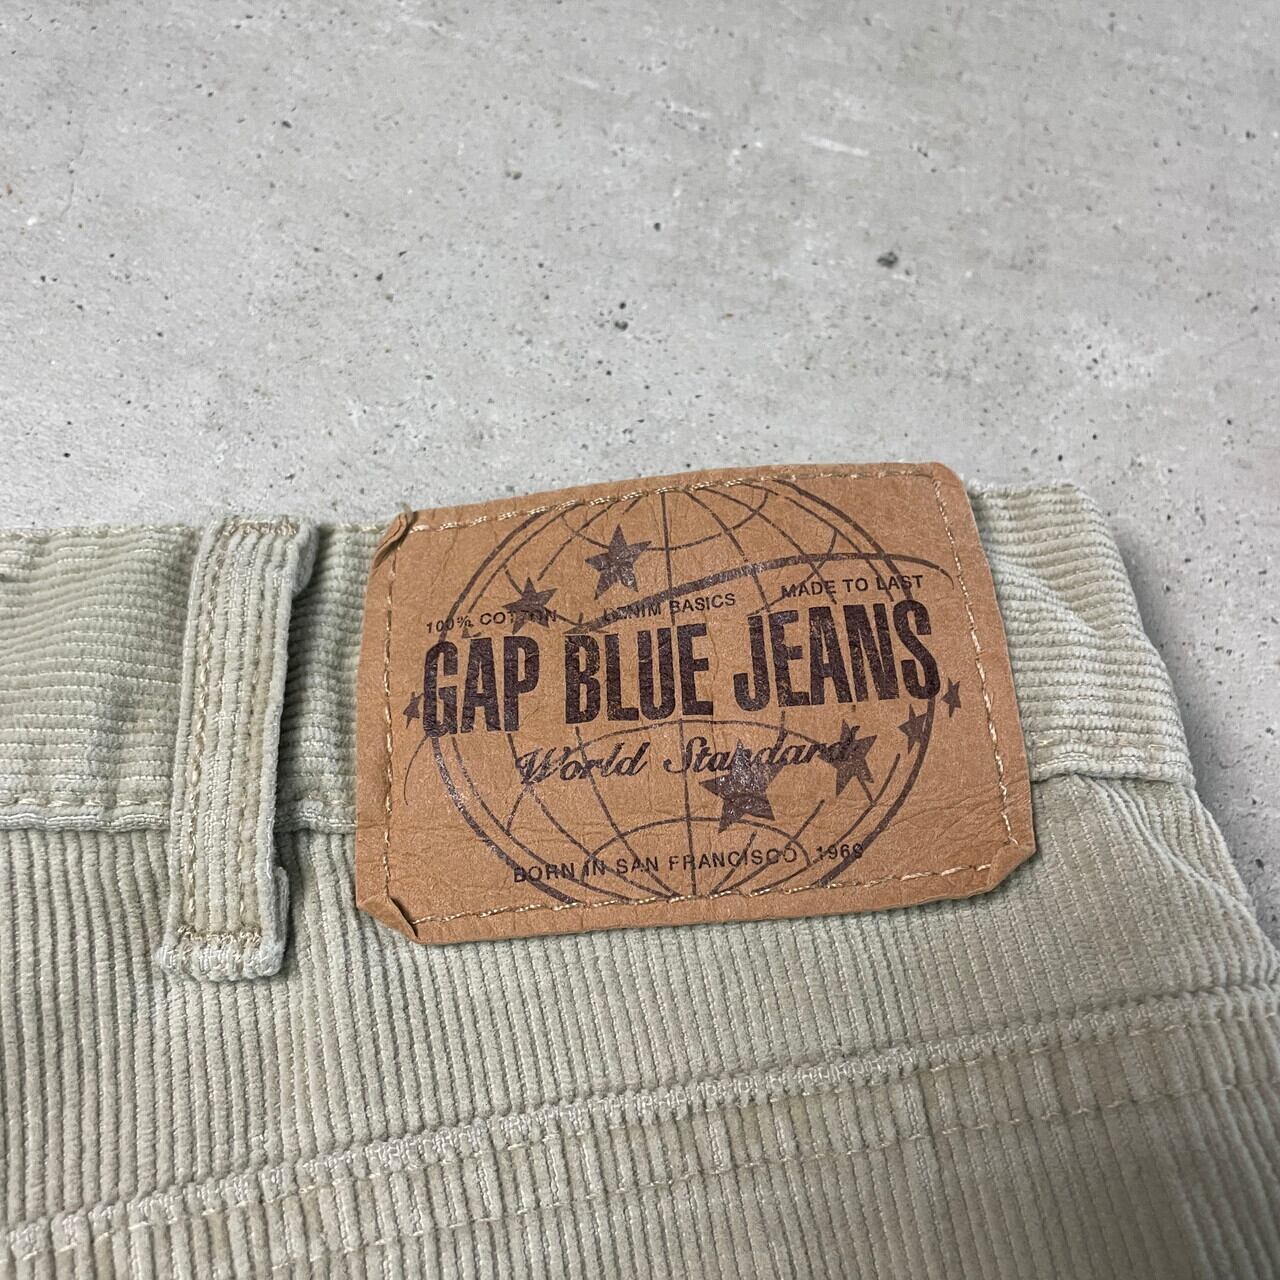 100% COTTON DENIM BASICS MADE TO LAST
GAP BLUE JEANS
World Standard
BORN IN SAN FRANCISCO 1969